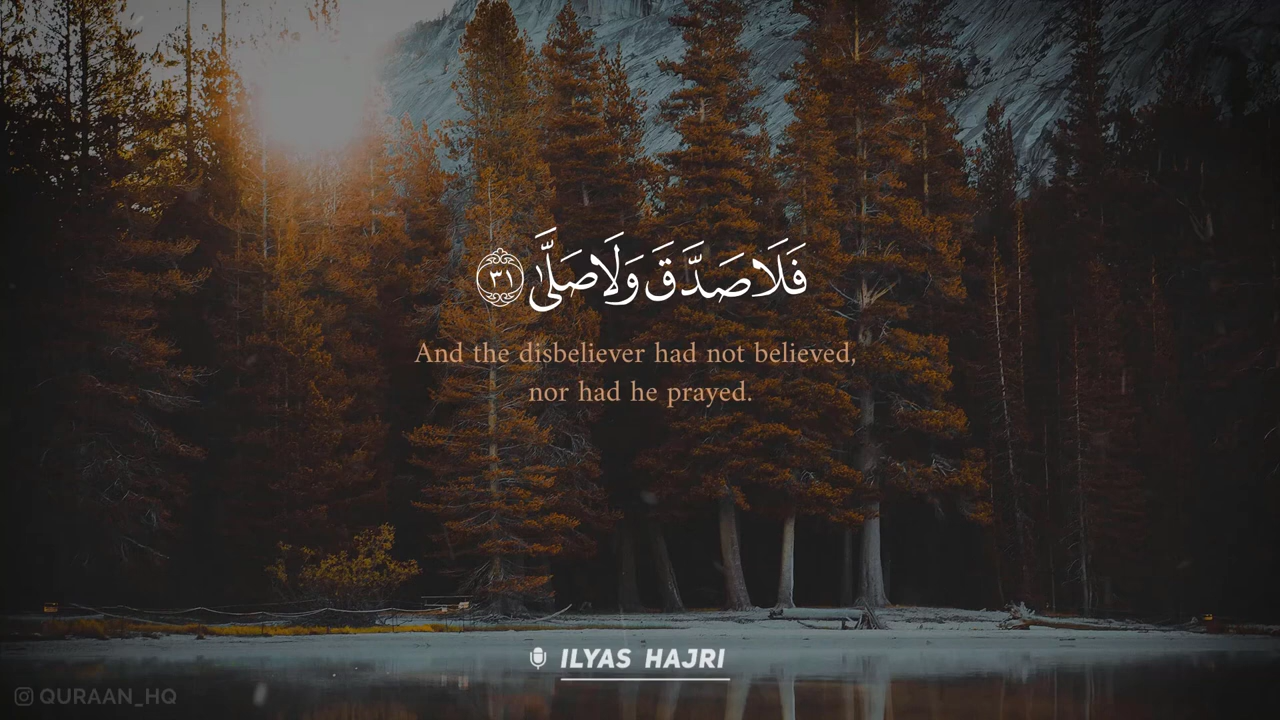 فَلَا صَدَّقَ وَلَا صَلَّىٰ ٣١
And the disbeliever had not believed,
nor had he prayed.
ILYAS HAJRI
QURAAN_HQ